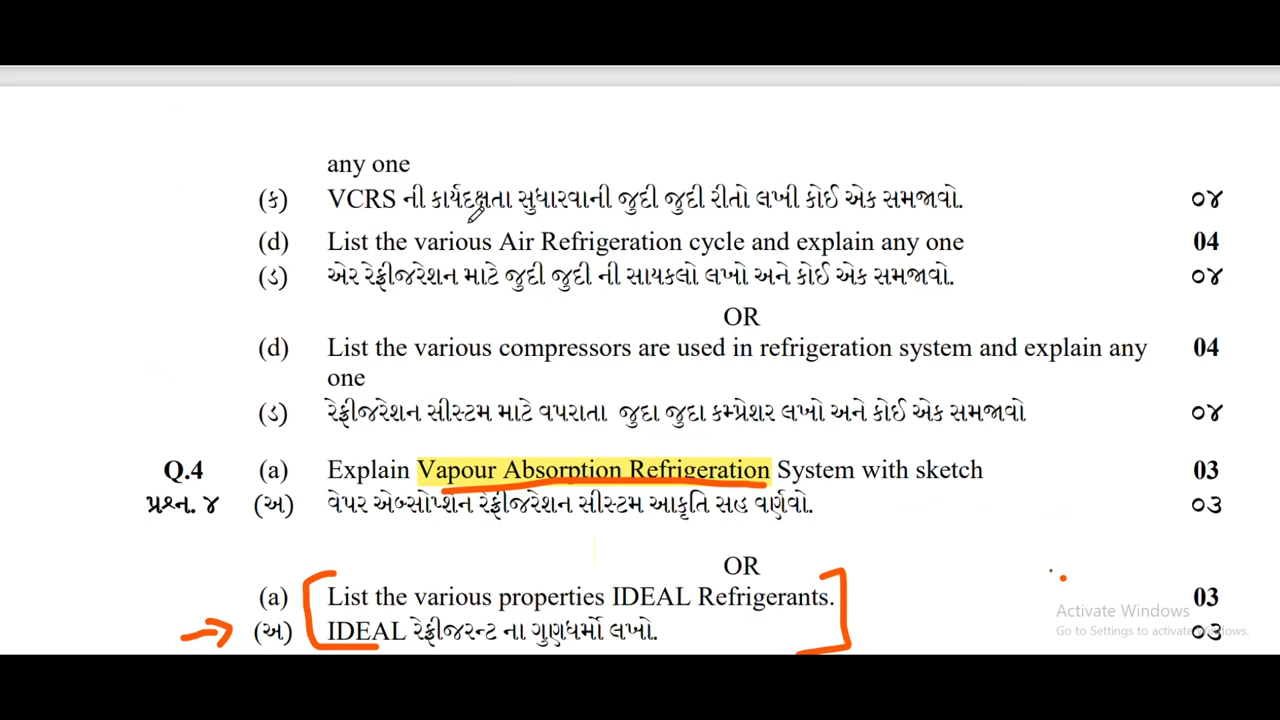 any one
(ક) VCRS ની કાર્યદક્ષતા સુધારવાની જુદી જુદી રીતો લખી કોઈ એક સમજાવો. ૦૪
(d) List the various Air Refrigeration cycle and explain any one 04
(ડ) એર રેફ્રીજરેશન માટે જુદી જુદી ની સાયકલો લખો અને કોઈ એક સમજાવો. ૦૪
OR
(d) List the various compressors are used in refrigeration system and explain any 04
one
(ડ) રેફ્રીજરેશન સીસ્ટમ માટે વપરાતા જુદા જુદા કમ્પ્રેશર લખો અને કોઈ એક સમજાવો ૦૪
Q.4 (a) Explain Vapour Absorption Refrigeration System with sketch 03
પ્રશ્ન. ૪ (અ) વેપર એબ્સોર્પ્શન રેફ્રીજરેશન સીસ્ટમ આકૃતિ સહ વર્ણવો. ૦૩
OR
(a) List the various properties IDEAL Refrigerants. 03
(અ) IDEAL રેફ્રીજરન્ટ ના ગુણધર્મો લખો. ૦૩
Activate Windows
Go to Settings to activate Windows.